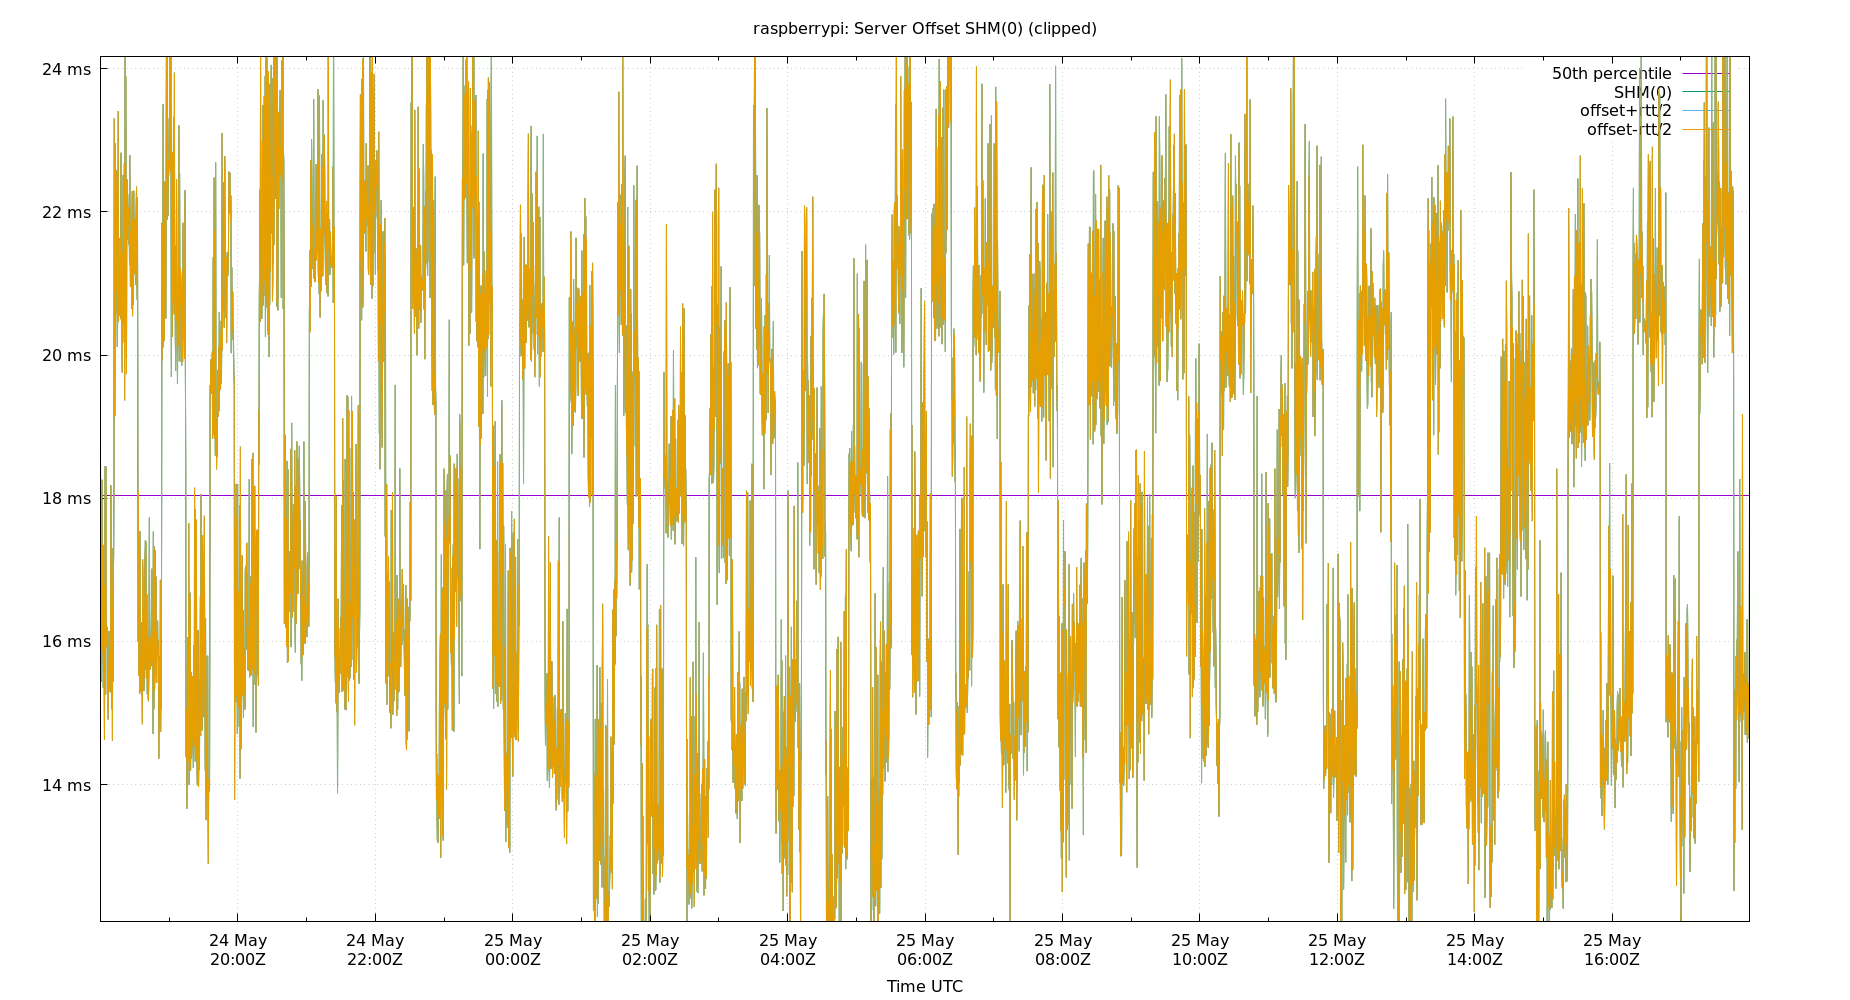 raspberrypi: Server Offset SHM(0) (clipped)
24 ms
22 ms
20 ms
18 ms
16 ms
14 ms
50th percentile
SHM(0)
offset+rtt/2
offset-rtt/2
24 May 20:00Z
24 May 22:00Z
25 May 00:00Z
25 May 02:00Z
25 May 04:00Z
25 May 06:00Z
25 May 08:00Z
25 May 10:00Z
25 May 12:00Z
25 May 14:00Z
25 May 16:00Z
Time UTC